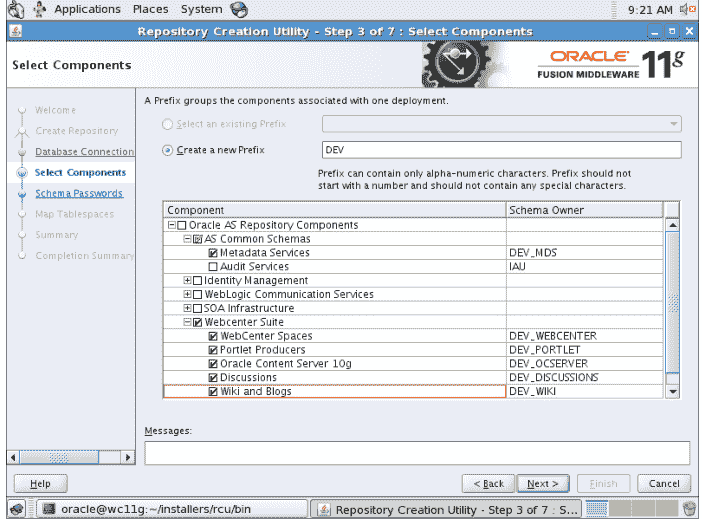 Applications Places System 9:21 AM
Repository Creation Utility - Step 3 of 7 : Select Components
Select Components
ORACLE
FUSION MIDDLEWARE 11g
Welcome
Create Repository
Database Connection
Select Components
Schema Passwords
Map Tablespaces
Summary
Completion Summary
A Prefix groups the components associated with one deployment.
Select an existing Prefix
Create a new Prefix DEV
Prefix can contain only alpha-numeric characters. Prefix should not
start with a number and should not contain any special characters.
Component Schema Owner
Oracle AS Repository Components
AS Common Schemas
Metadata Services DEV_MDS
Audit Services IAU
Identity Management
WebLogic Communication Services
SOA Infrastructure
Webcenter Suite
WebCenter Spaces DEV_WEBCENTER
Portlet Producers DEV_PORTLET
Oracle Content Server 10g DEV_OCSERVER
Discussions DEV_DISCUSSIONS
Wiki and Blogs DEV_WIKI
Messages:
Help < Back Next > Finish Cancel
oracle@wc11g:~/installers/rcu/bin Repository Creation Utility - Step 3 of 7 : S...